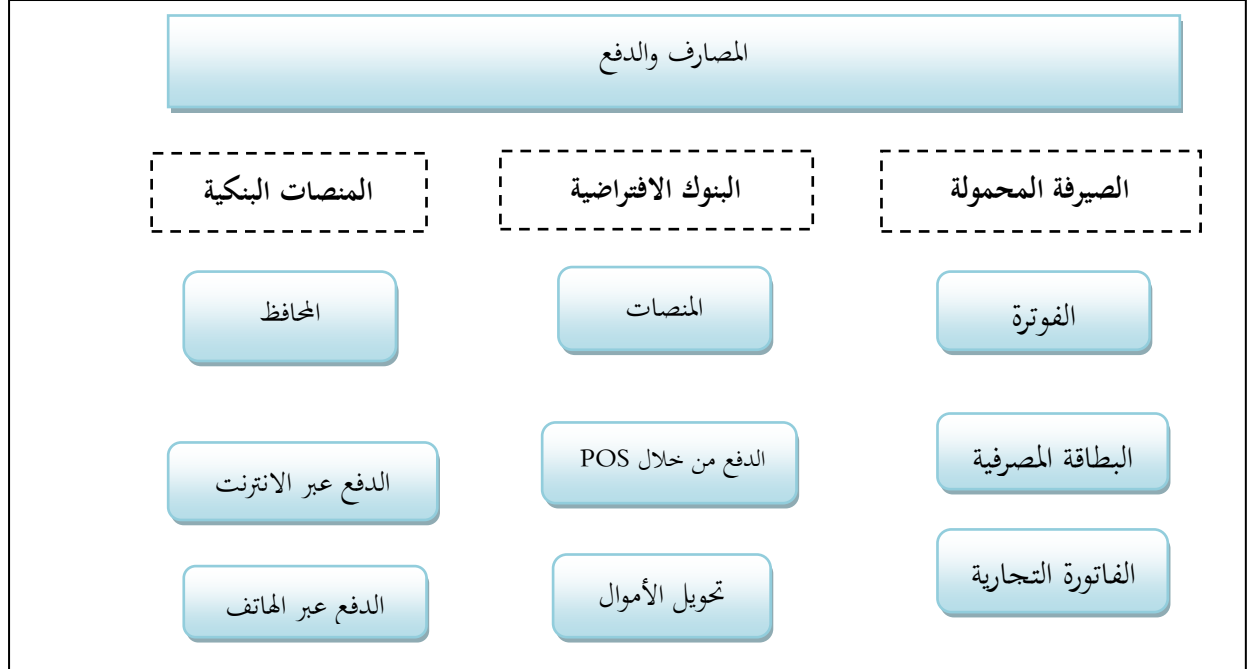 المصارف والدفع
الصيرفة المحمولة
البنوك الافتراضية
المنصات البنكية
الفوترة
المنصات
المحافظ
البطاقة المصرفية
الدفع من خلال POS
الدفع عبر الانترنت
الفاتورة التجارية
تحويل الأموال
الدفع عبر الهاتف